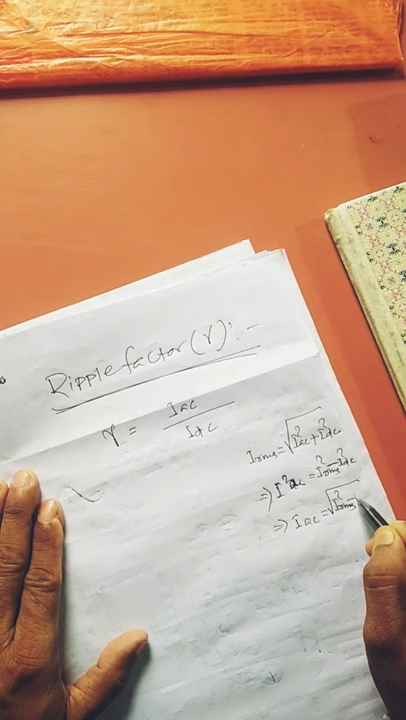 Ripple factor (γ) :-
γ = Iac / Idc
Irms = √I²ac + I²dc
⇒ I²ac = I²rms - I²dc
⇒ Iac = √I²rms